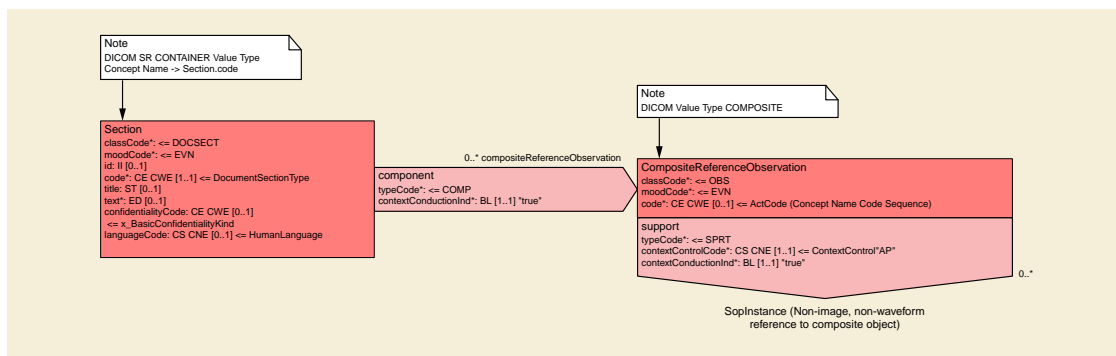 Note
DICOM SR CONTAINER Value Type
Concept Name -> Section.code
Note
DICOM Value Type COMPOSITE
Section
classCode*: <= DOCSECT
moodCode*: <= EVN
id: II [0..1]
code*: CE CWE [1..1] <= DocumentSectionType
title: ST [0..1]
text*: ED [0..1]
confidentialityCode: CE CWE [0..1]
<= x_BasicConfidentialityKind
languageCode: CS CNE [0..1] <= HumanLanguage
0..* compositeReferenceObservation
component
typeCode*: <= COMP
contextConductionInd*: BL [1..1] "true"
CompositeReferenceObservation
classCode*: <= OBS
moodCode*: <= EVN
code*: CE CWE [0..1] <= ActCode (Concept Name Code Sequence)
support
typeCode*: <= SPRT
contextControlCode*: CS CNE [1..1] <= ContextControl"AP"
contextConductionInd*: BL [1..1] "true"
0..*
SopInstance (Non-image, non-waveform
reference to composite object)